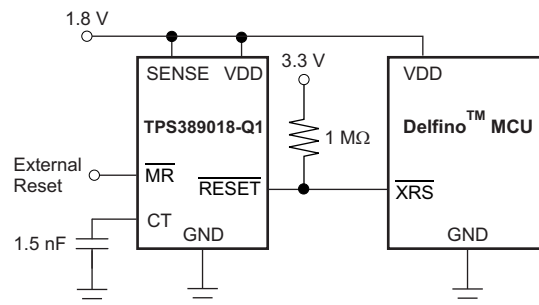 1.8 V
SENSE VDD
TPS389018-Q1
MR
RESET
CT
GND
External
Reset
1.5 nF
3.3 V
1 MΩ
VDD
Delfino™ MCU
XRS
GND